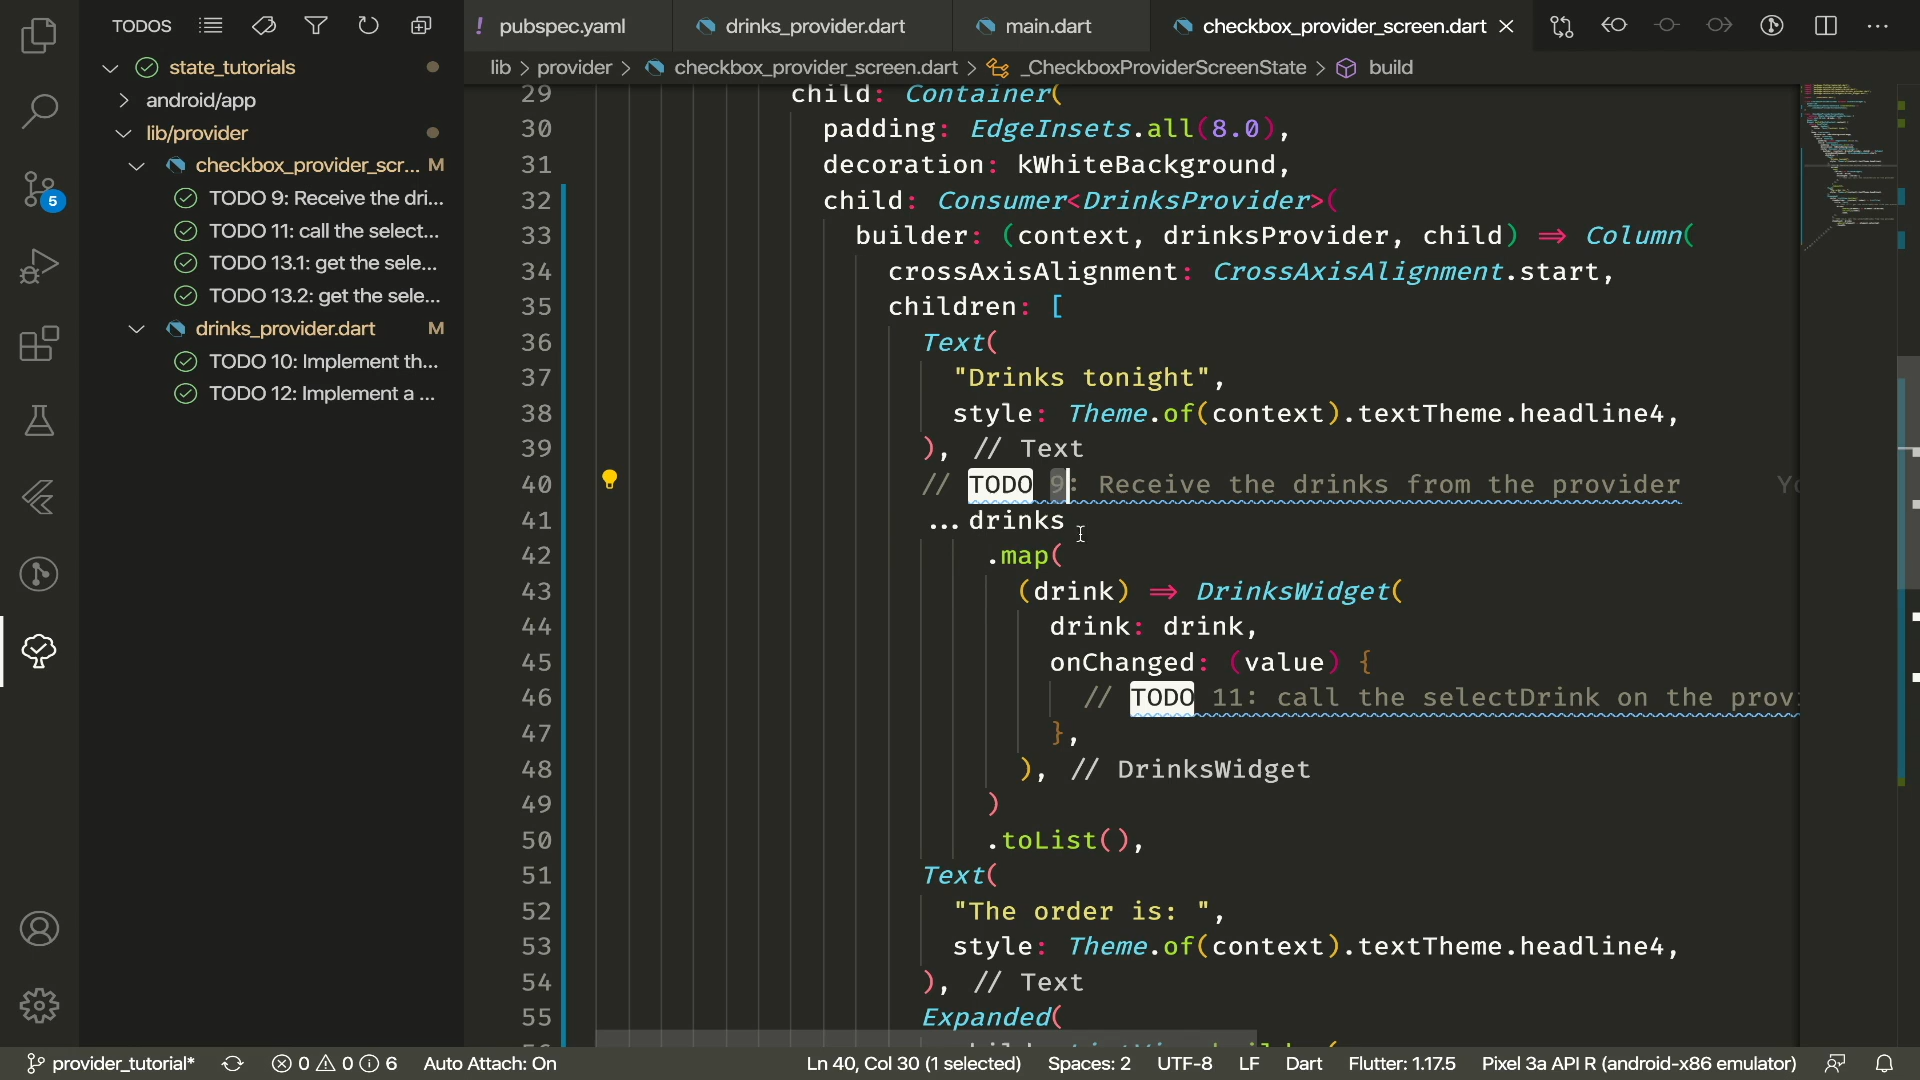 TODOS
! pubspec.yaml
drinks_provider.dart
main.dart
checkbox_provider_screen.dart
lib > provider > checkbox_provider_screen.dart > _CheckboxProviderScreenState > build
state_tutorials
android/app
lib/provider
checkbox_provider_scr... M
TODO 9: Receive the dri...
TODO 11: call the select...
TODO 13.1: get the sele...
TODO 13.2: get the sele...
drinks_provider.dart M
TODO 10: Implement th...
TODO 12: Implement a ...
5
29 child: Container(
30 padding: EdgeInsets.all(8.0),
31 decoration: kWhiteBackground,
32 child: Consumer<DrinksProvider>(
33 builder: (context, drinksProvider, child) => Column(
34 crossAxisAlignment: CrossAxisAlignment.start,
35 children: [
36 Text(
37 "Drinks tonight",
38 style: Theme.of(context).textTheme.headline4,
39 ), // Text
40 // TODO 9: Receive the drinks from the provider
41 ...drinks
42 .map(
43 (drink) => DrinksWidget(
44 drink: drink,
45 onChanged: (value) {
46 // TODO 11: call the selectDrink on the prov
47 },
48 ), // DrinksWidget
49 )
50 .toList(),
51 Text(
52 "The order is: ",
53 style: Theme.of(context).textTheme.headline4,
54 ), // Text
55 Expanded(
provider_tutorial* 0 0 6 Auto Attach: On Ln 40, Col 30 (1 selected) Spaces: 2 UTF-8 LF Dart Flutter: 1.17.5 Pixel 3a API R (android-x86 emulator)